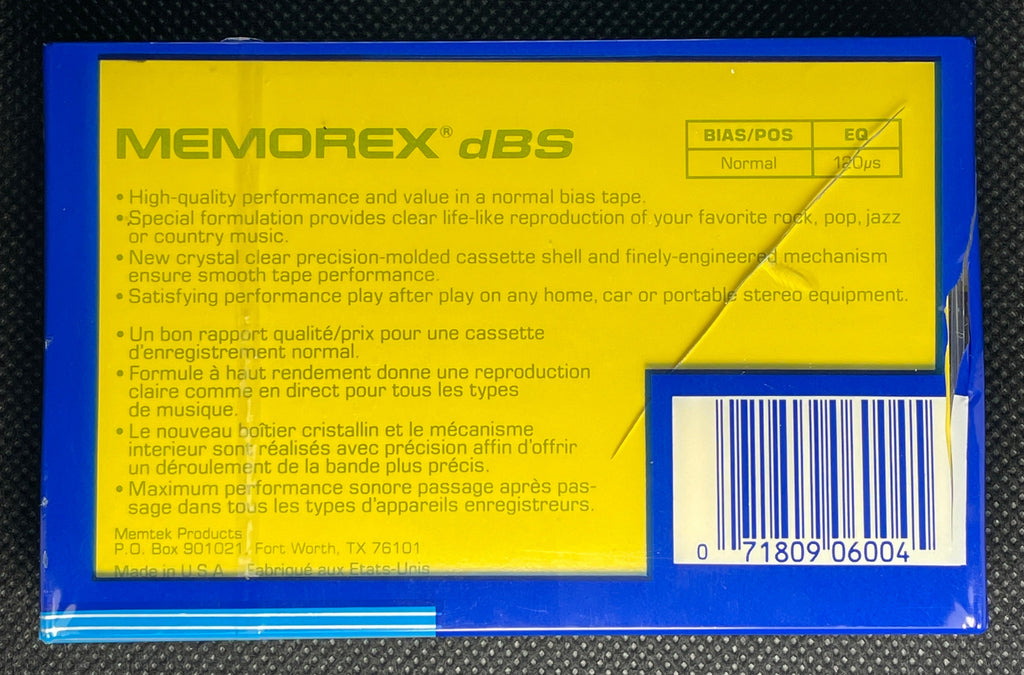 MEMOREX® dBS
BIAS/POS EQ
Normal 120µs
• High-quality performance and value in a normal bias tape.
• Special formulation provides clear life-like reproduction of your favorite rock, pop, jazz
or country music.
• New crystal clear precision-molded cassette shell and finely-engineered mechanism
ensure smooth tape performance.
• Satisfying performance play after play on any home, car or portable stereo equipment.
• Un bon rapport qualité/prix pour une cassette
d'enregistrement normal.
• Formule à haut rendement donne une reproduction
claire comme en direct pour tous les types
de musique.
• Le nouveau boîtier cristallin et le mécanisme
interieur sont réalisés avec précision affin d'offrir
un déroulement de la bande plus précis.
• Maximum performance sonore passage après pas-
sage dans tous les types d'appareils enregistreurs.
Memtek Products
P.O. Box 901021, Fort Worth, TX 76101
Made in U.S.A. Fabriqué aux Etats-Unis
0 71809 06004